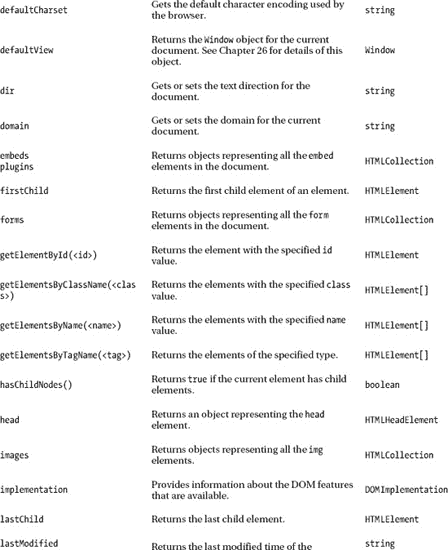 defaultCharset Gets the default character encoding used by string
the browser.
Returns the Window object for the current
defaultView document. See Chapter 26 for details of this Window
object.
dir Gets or sets the text direction for the string
document.
domain Gets or sets the domain for the current string
document.
embeds Returns objects representing all the embed HTMLCollection
plugins elements in the document.
firstChild Returns the first child element of an element. HTMLElement
forms Returns objects representing all the form HTMLCollection
elements in the document.
getElementById(<id>) Returns the element with the specified id HTMLElement
value.
getElementsByClassName(<clas Returns the elements with the specified class HTMLElement[]
s>) value.
getElementsByName(<name>) Returns the elements with the specified name HTMLElement[]
value.
getElementsByTagName(<tag>) Returns the elements of the specified type. HTMLElement[]
hasChildNodes() Returns true if the current element has child boolean
elements.
head Returns an object representing the head HTMLHeadElement
element.
images Returns objects representing all the img HTMLCollection
elements.
implementation Provides information about the DOM features DOMImplementation
that are available.
lastChild Returns the last child element. HTMLElement
lastModified Returns the last modified time of the string